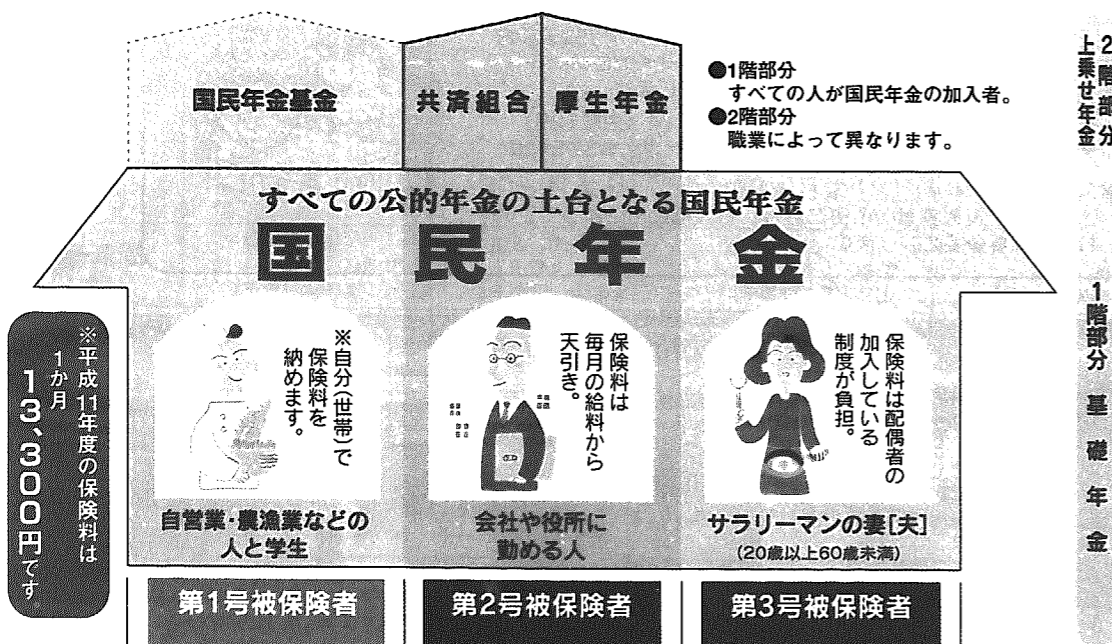 国民年金基金
共済組合
厚生年金
●1階部分
すべての人が国民年金の加入者。
●2階部分
職業によって異なります。
2階部分
上乗せ年金
すべての公的年金の土台となる国民年金
国民年金
1階部分 基礎年金
※平成11年度の保険料は
1か月
13,300円です。
※自分(世帯)で
保険料を
納めます。
自営業・農漁業などの
人と学生
保険料は
毎月の給料から
天引き。
会社や役所に
勤める人
保険料は配偶者の
加入している
制度が負担。
サラリーマンの妻[夫]
(20歳以上60歳未満)
第1号被保険者
第2号被保険者
第3号被保険者